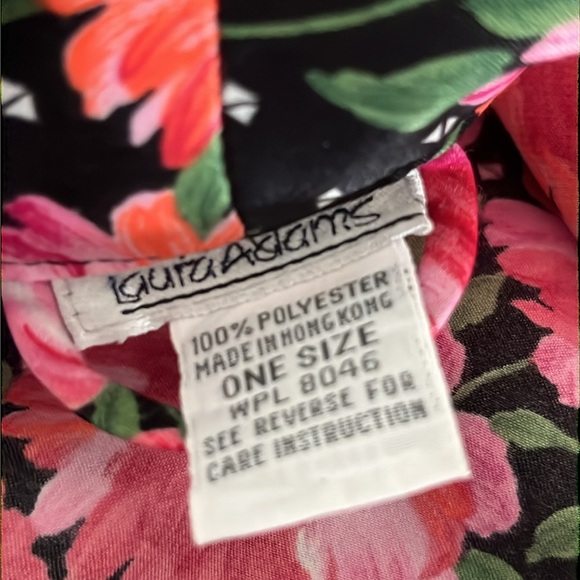 Laura Adams
100% POLYESTER
MADE IN HONG KONG
ONE SIZE
WPL 8046
SEE REVERSE FOR
CARE INSTRUCTION